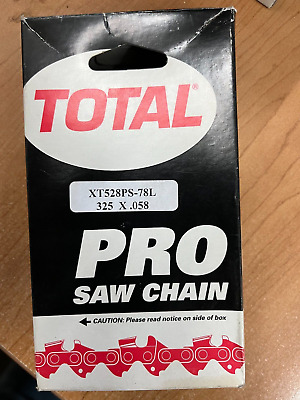 TOTAL®
XT528PS-78L
325 X .058
PRO
SAW CHAIN
CAUTION: Please read notice on side of box